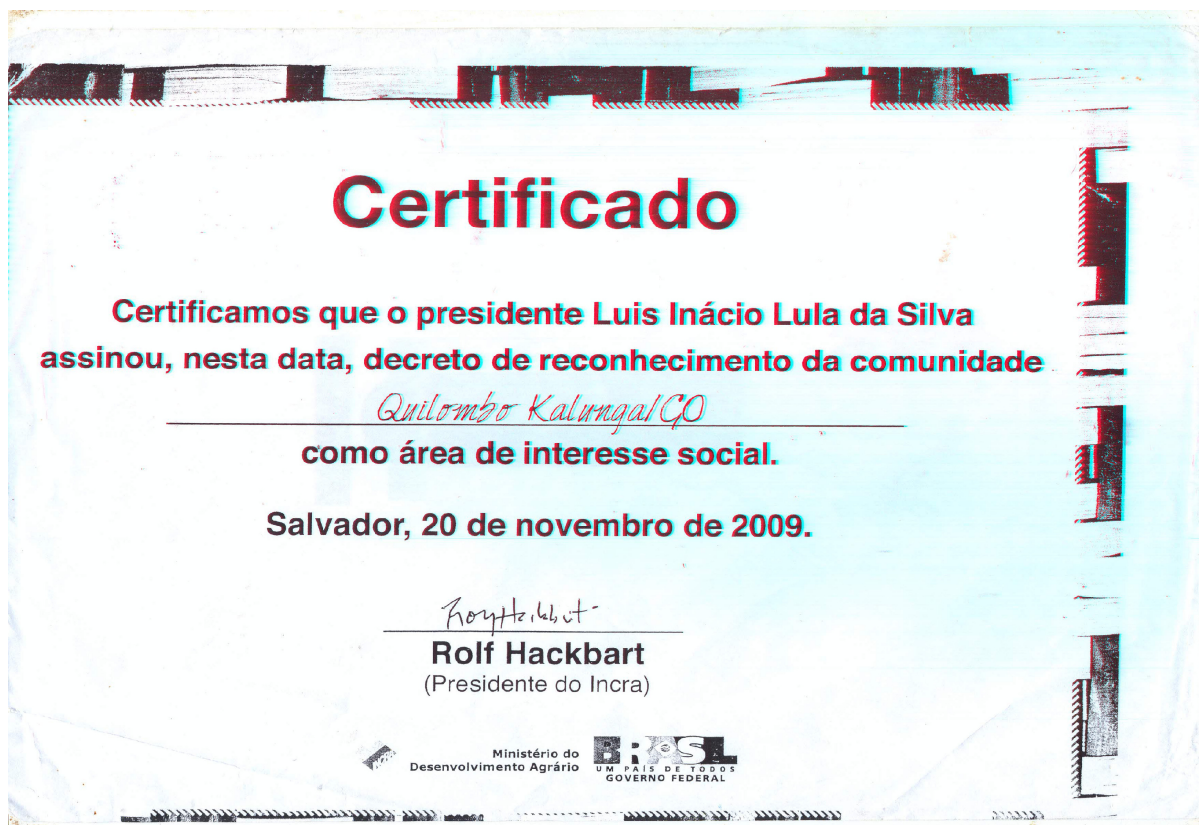 Certificado
Certificamos que o presidente Luis Inácio Lula da Silva
assinou, nesta data, decreto de reconhecimento da comunidade
Quilombo Kalunga/GO
como área de interesse social.
Salvador, 20 de novembro de 2009.
Rolf Hackbart
(Presidente do Incra)
Ministério do
Desenvolvimento Agrário
BRASIL
UM PAÍS DE TODOS
GOVERNO FEDERAL